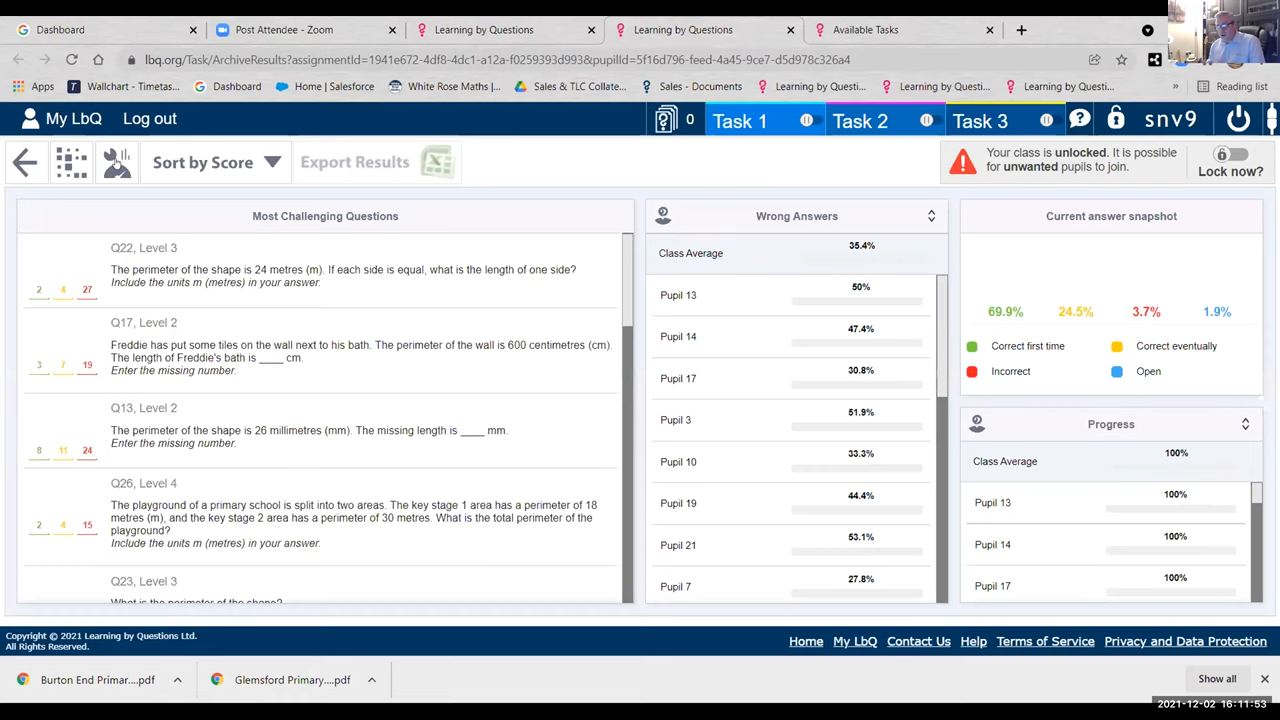 Dashboard
Post Attendee - Zoom
Learning by Questions
Learning by Questions
Available Tasks
lbq.org/Task/ArchiveResults?assignmentId=1941e672-4df8-11ec-a12a-f0259393d938&pupilId=5f16d796-feed-4a45-9ce7-d5d978c326a4
Apps
Wallchart - Timetas...
Dashboard
Home | Salesforce
White Rose Maths |...
Sales & TLC Collate...
Sales - Documents
Learning by Questi...
Learning by Questi...
Learning by Questi...
Reading list
My LbQ
Log out
0
Task 1
Task 2
Task 3
snv9
Sort by Score
Export Results
Your class is unlocked. It is possible
for unwanted pupils to join.
Lock now?
Most Challenging Questions
Q22, Level 3
The perimeter of the shape is 24 metres (m). If each side is equal, what is the length of one side?
Include the units m (metres) in your answer.
2 4 27
Q17, Level 2
Freddie has put some tiles on the wall next to his bath. The perimeter of the wall is 600 centimetres (cm).
The length of Freddie's bath is ____ cm.
Enter the missing number.
3 7 19
Q13, Level 2
The perimeter of the shape is 26 millimetres (mm). The missing length is ____ mm.
Enter the missing number.
8 11 24
Q26, Level 4
The playground of a primary school is split into two areas. The key stage 1 area has a perimeter of 18
metres (m), and the key stage 2 area has a perimeter of 30 metres. What is the total perimeter of the
playground?
Include the units m (metres) in your answer.
2 4 15
Q23, Level 3
What is the perimeter of the shape?
Wrong Answers
Class Average 35.4%
Pupil 13 50%
Pupil 14 47.4%
Pupil 17 30.8%
Pupil 3 51.9%
Pupil 10 33.3%
Pupil 19 44.4%
Pupil 21 53.1%
Pupil 7 27.8%
Current answer snapshot
69.9% 24.5% 3.7% 1.9%
Correct first time
Correct eventually
Incorrect
Open
Progress
Class Average 100%
Pupil 13 100%
Pupil 14 100%
Pupil 17 100%
Copyright © 2021 Learning by Questions Ltd.
All Rights Reserved.
Home
My LbQ
Contact Us
Help
Terms of Service
Privacy and Data Protection
Burton End Primar....pdf
Glemsford Primary....pdf
Show all
2021-12-02 16:11:53